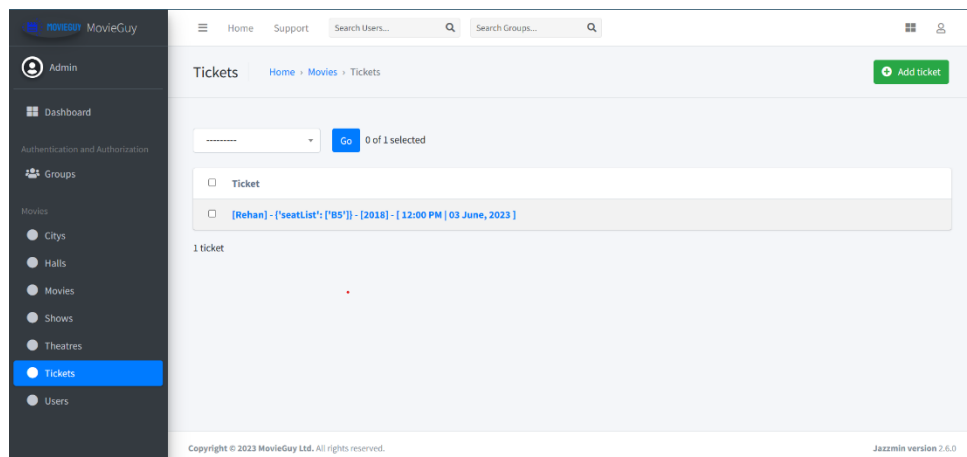 MOVIEGUY MovieGuy
Home Support Search Users... Search Groups...
Admin
Tickets Home › Movies › Tickets Add ticket
Dashboard
--------- Go 0 of 1 selected
Authentication and Authorization
Groups
Ticket
[Rehan] - {'seatList': ['B5']} - [2018] - [ 12:00 PM | 03 June, 2023 ]
Movies
Citys
1 ticket
Halls
Movies
Shows
Theatres
Tickets
Users
Copyright © 2023 MovieGuy Ltd. All rights reserved. Jazzmin version 2.6.0